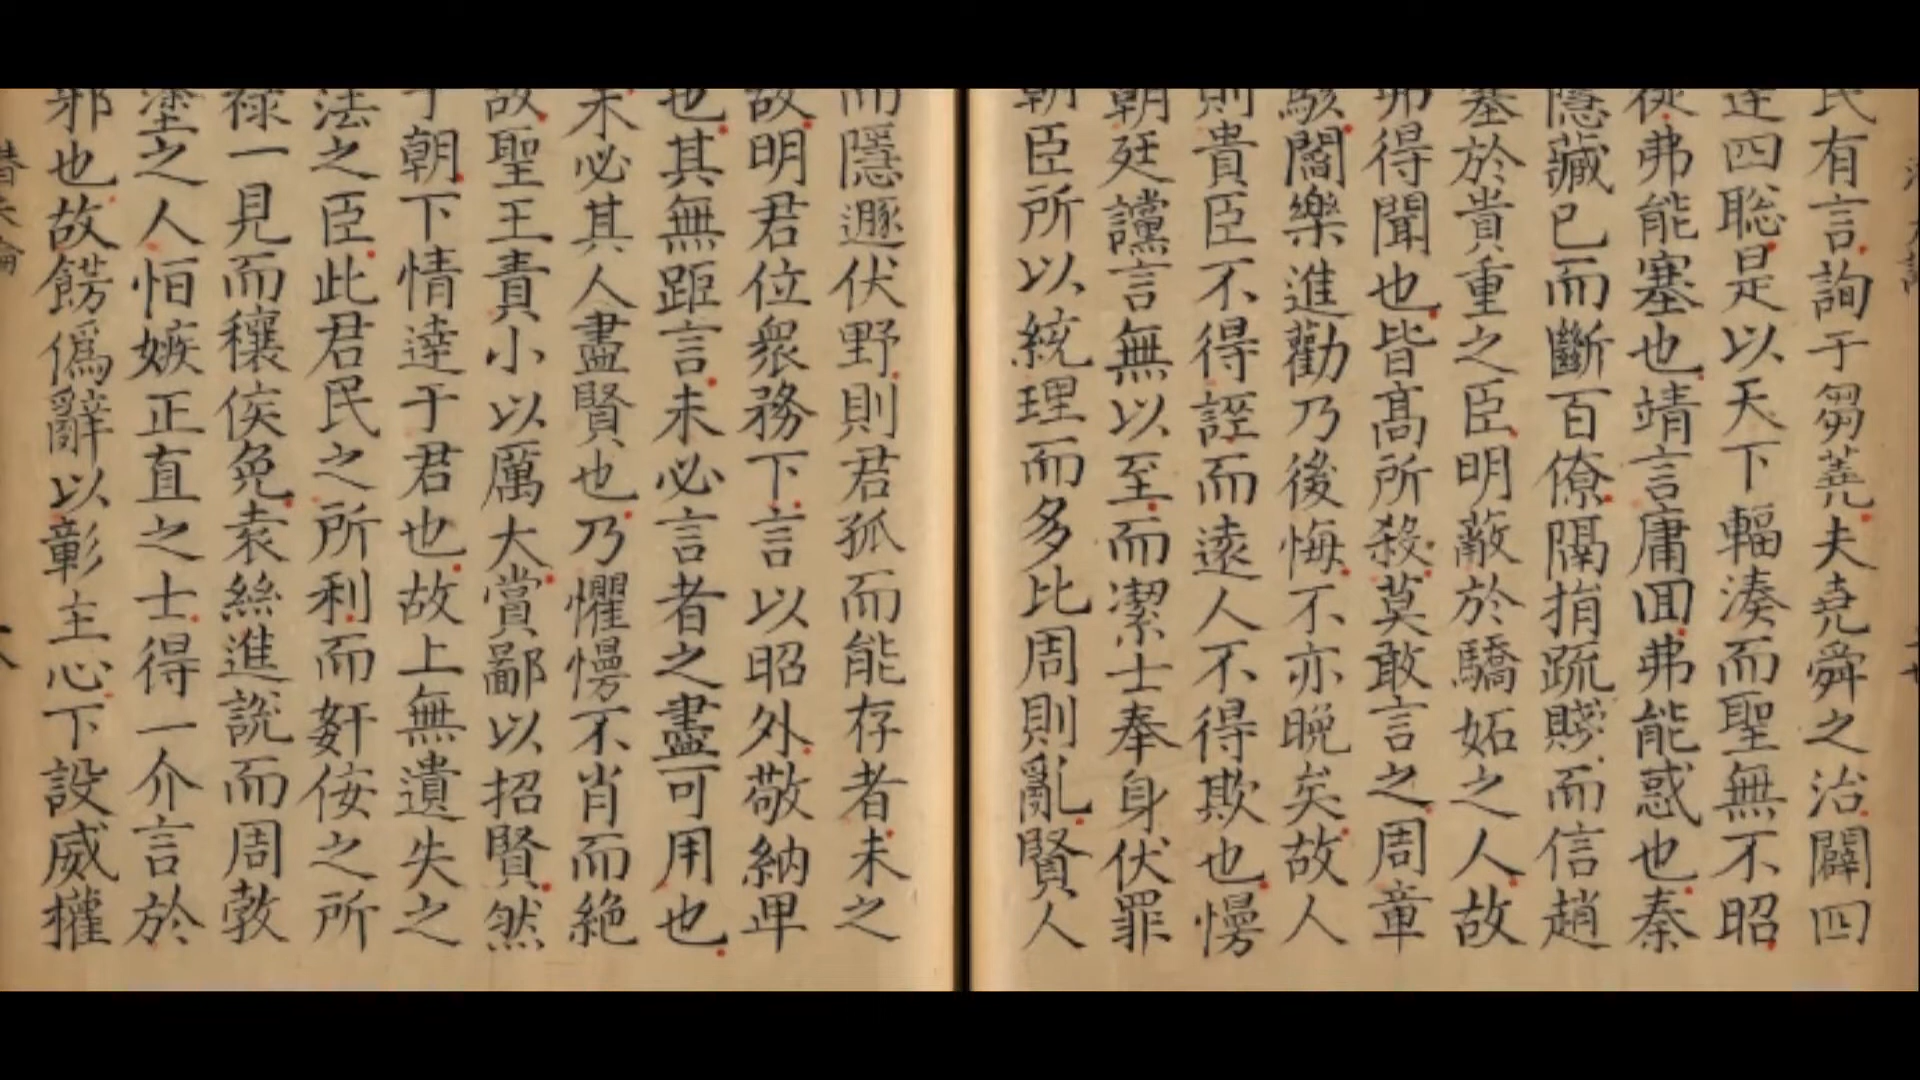 民有言詢于芻蕘夫堯舜之治闢四
達四聰是以天下輻湊而聖無不昭
從弗能塞也靖言庸囬弗能惑也秦
隱藏已而斷百僚隔捐疏賤而信趙
塞於貴重之臣明蔽於驕妬之人故
弗得聞也皆髙所殺莫敢言之周章
駭閻樂進勸乃後悔不亦晚矣故人
則貴臣不得誣而逺人不得欺也慢
朝廷讜言無以至而潔士奉身伏罪
朝臣所以統理而多比周則亂賢人
而隱遯伏野則君孤而能存者未之
故明君位衆務下言以昭外敬納卑
也其無距言未必言者之盡可用也
未必其人盡賢也乃懼慢不肖而絶
故聖王責小以厲大賞鄙以招賢然
于朝下情達于君也故上無遺失之
法之臣此君民之所利而奸佞之所
禄一見而穰侯免袁絲進說而周敦
塗之人恒嫉正直之士得一介言於
邪也故餝偽辭以彰主心下設威權